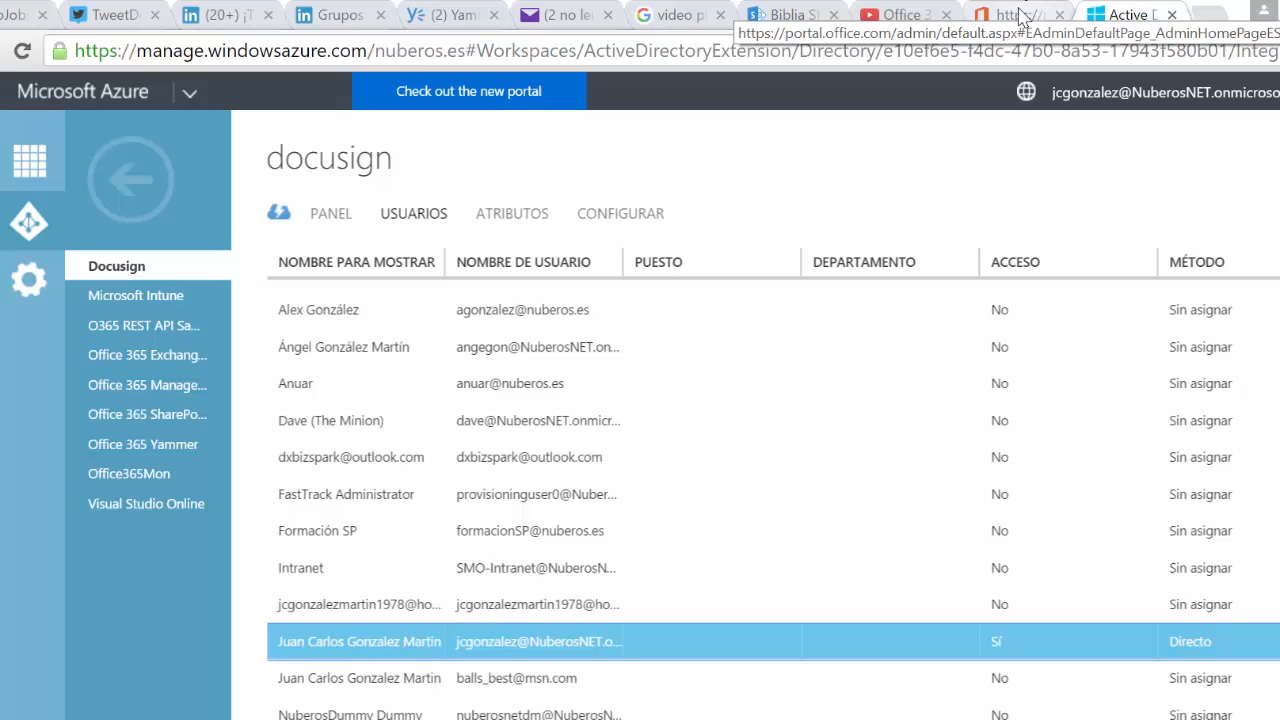 oJobs
TweetD
(20+) ¡T
Grupos
(2) Yam
(2 no le
video p
Biblia S
Office 3
https://
Active D
https://portal.office.com/admin/default.aspx#EAdminDefaultPage_AdminHomePageES
https://manage.windowsazure.com/nuberos.es#Workspaces/ActiveDirectoryExtension/Directory/e10ef6e5-f4dc-47b0-8a53-17943f580b01/Integ
Microsoft Azure
Check out the new portal
jcgonzalez@NuberosNET.onmicroso
docusign
PANEL USUARIOS ATRIBUTOS CONFIGURAR
Docusign
Microsoft Intune
O365 REST API Sa...
Office 365 Exchang...
Office 365 Manage...
Office 365 SharePo...
Office 365 Yammer
Office365Mon
Visual Studio Online
NOMBRE PARA MOSTRAR NOMBRE DE USUARIO PUESTO DEPARTAMENTO ACCESO MÉTODO
Alex González agonzalez@nuberos.es No Sin asignar
Ángel González Martín angegon@NuberosNET.on... No Sin asignar
Anuar anuar@nuberos.es No Sin asignar
Dave (The Minion) dave@NuberosNET.onmicr... No Sin asignar
dxbizspark@outlook.com dxbizspark@outlook.com No Sin asignar
FastTrack Administrator provisioninguser0@Nuber... No Sin asignar
Formación SP formacionSP@nuberos.es No Sin asignar
Intranet SMO-Intranet@NuberosN... No Sin asignar
jcgonzalezmartin1978@ho... jcgonzalezmartin1978@ho... No Sin asignar
Juan Carlos Gonzalez Martin jcgonzalez@NuberosNET.o... Sí Directo
Juan Carlos Gonzalez Martin balls_best@msn.com No Sin asignar
NuberosDummy Dummy nuberosnetdm@NuberosN... No Sin asignar